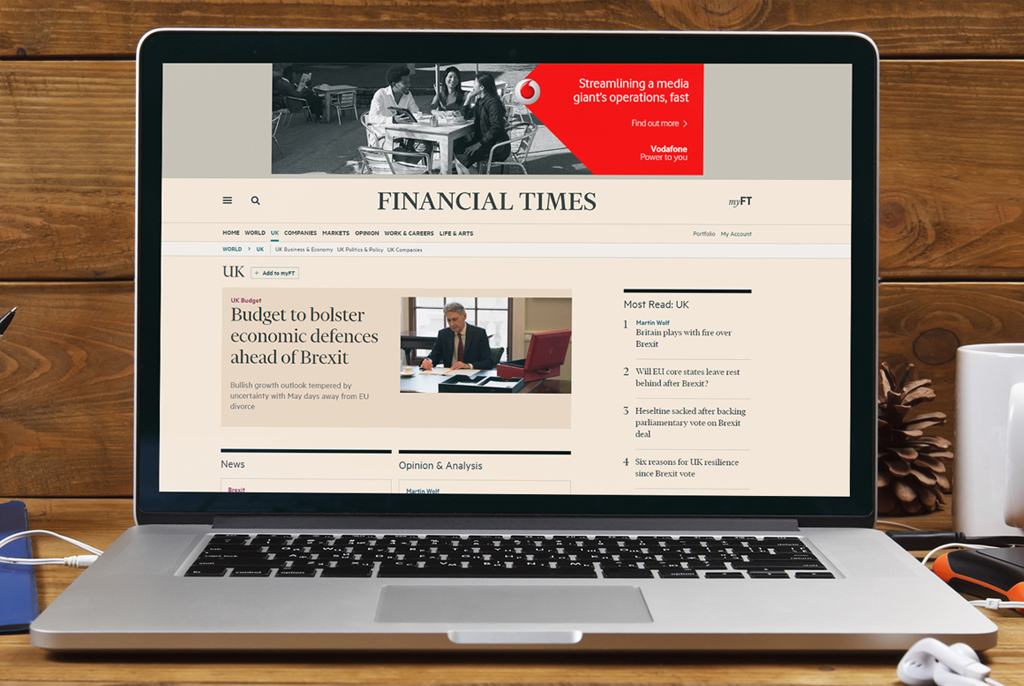 Streamlining a media
giant's operations, fast
Find out more >
Vodafone
Power to you
FINANCIAL TIMES
myFT
HOME WORLD UK COMPANIES MARKETS OPINION WORK & CAREERS LIFE & ARTS
Portfolio My Account
WORLD > UK UK Business & Economy UK Politics & Policy UK Companies
UK + Add to myFT
UK Budget
Budget to bolster
economic defences
ahead of Brexit
Bullish growth outlook tempered by
uncertainty with May days away from EU
divorce
Most Read: UK
1 Martin Wolf
Britain plays with fire over
Brexit
2 Will EU core states leave rest
behind after Brexit?
3 Heseltine sacked after backing
parliamentary vote on Brexit
deal
4 Six reasons for UK resilience
since Brexit vote
News
Opinion & Analysis
Brexit
Martin Wolf
control
option